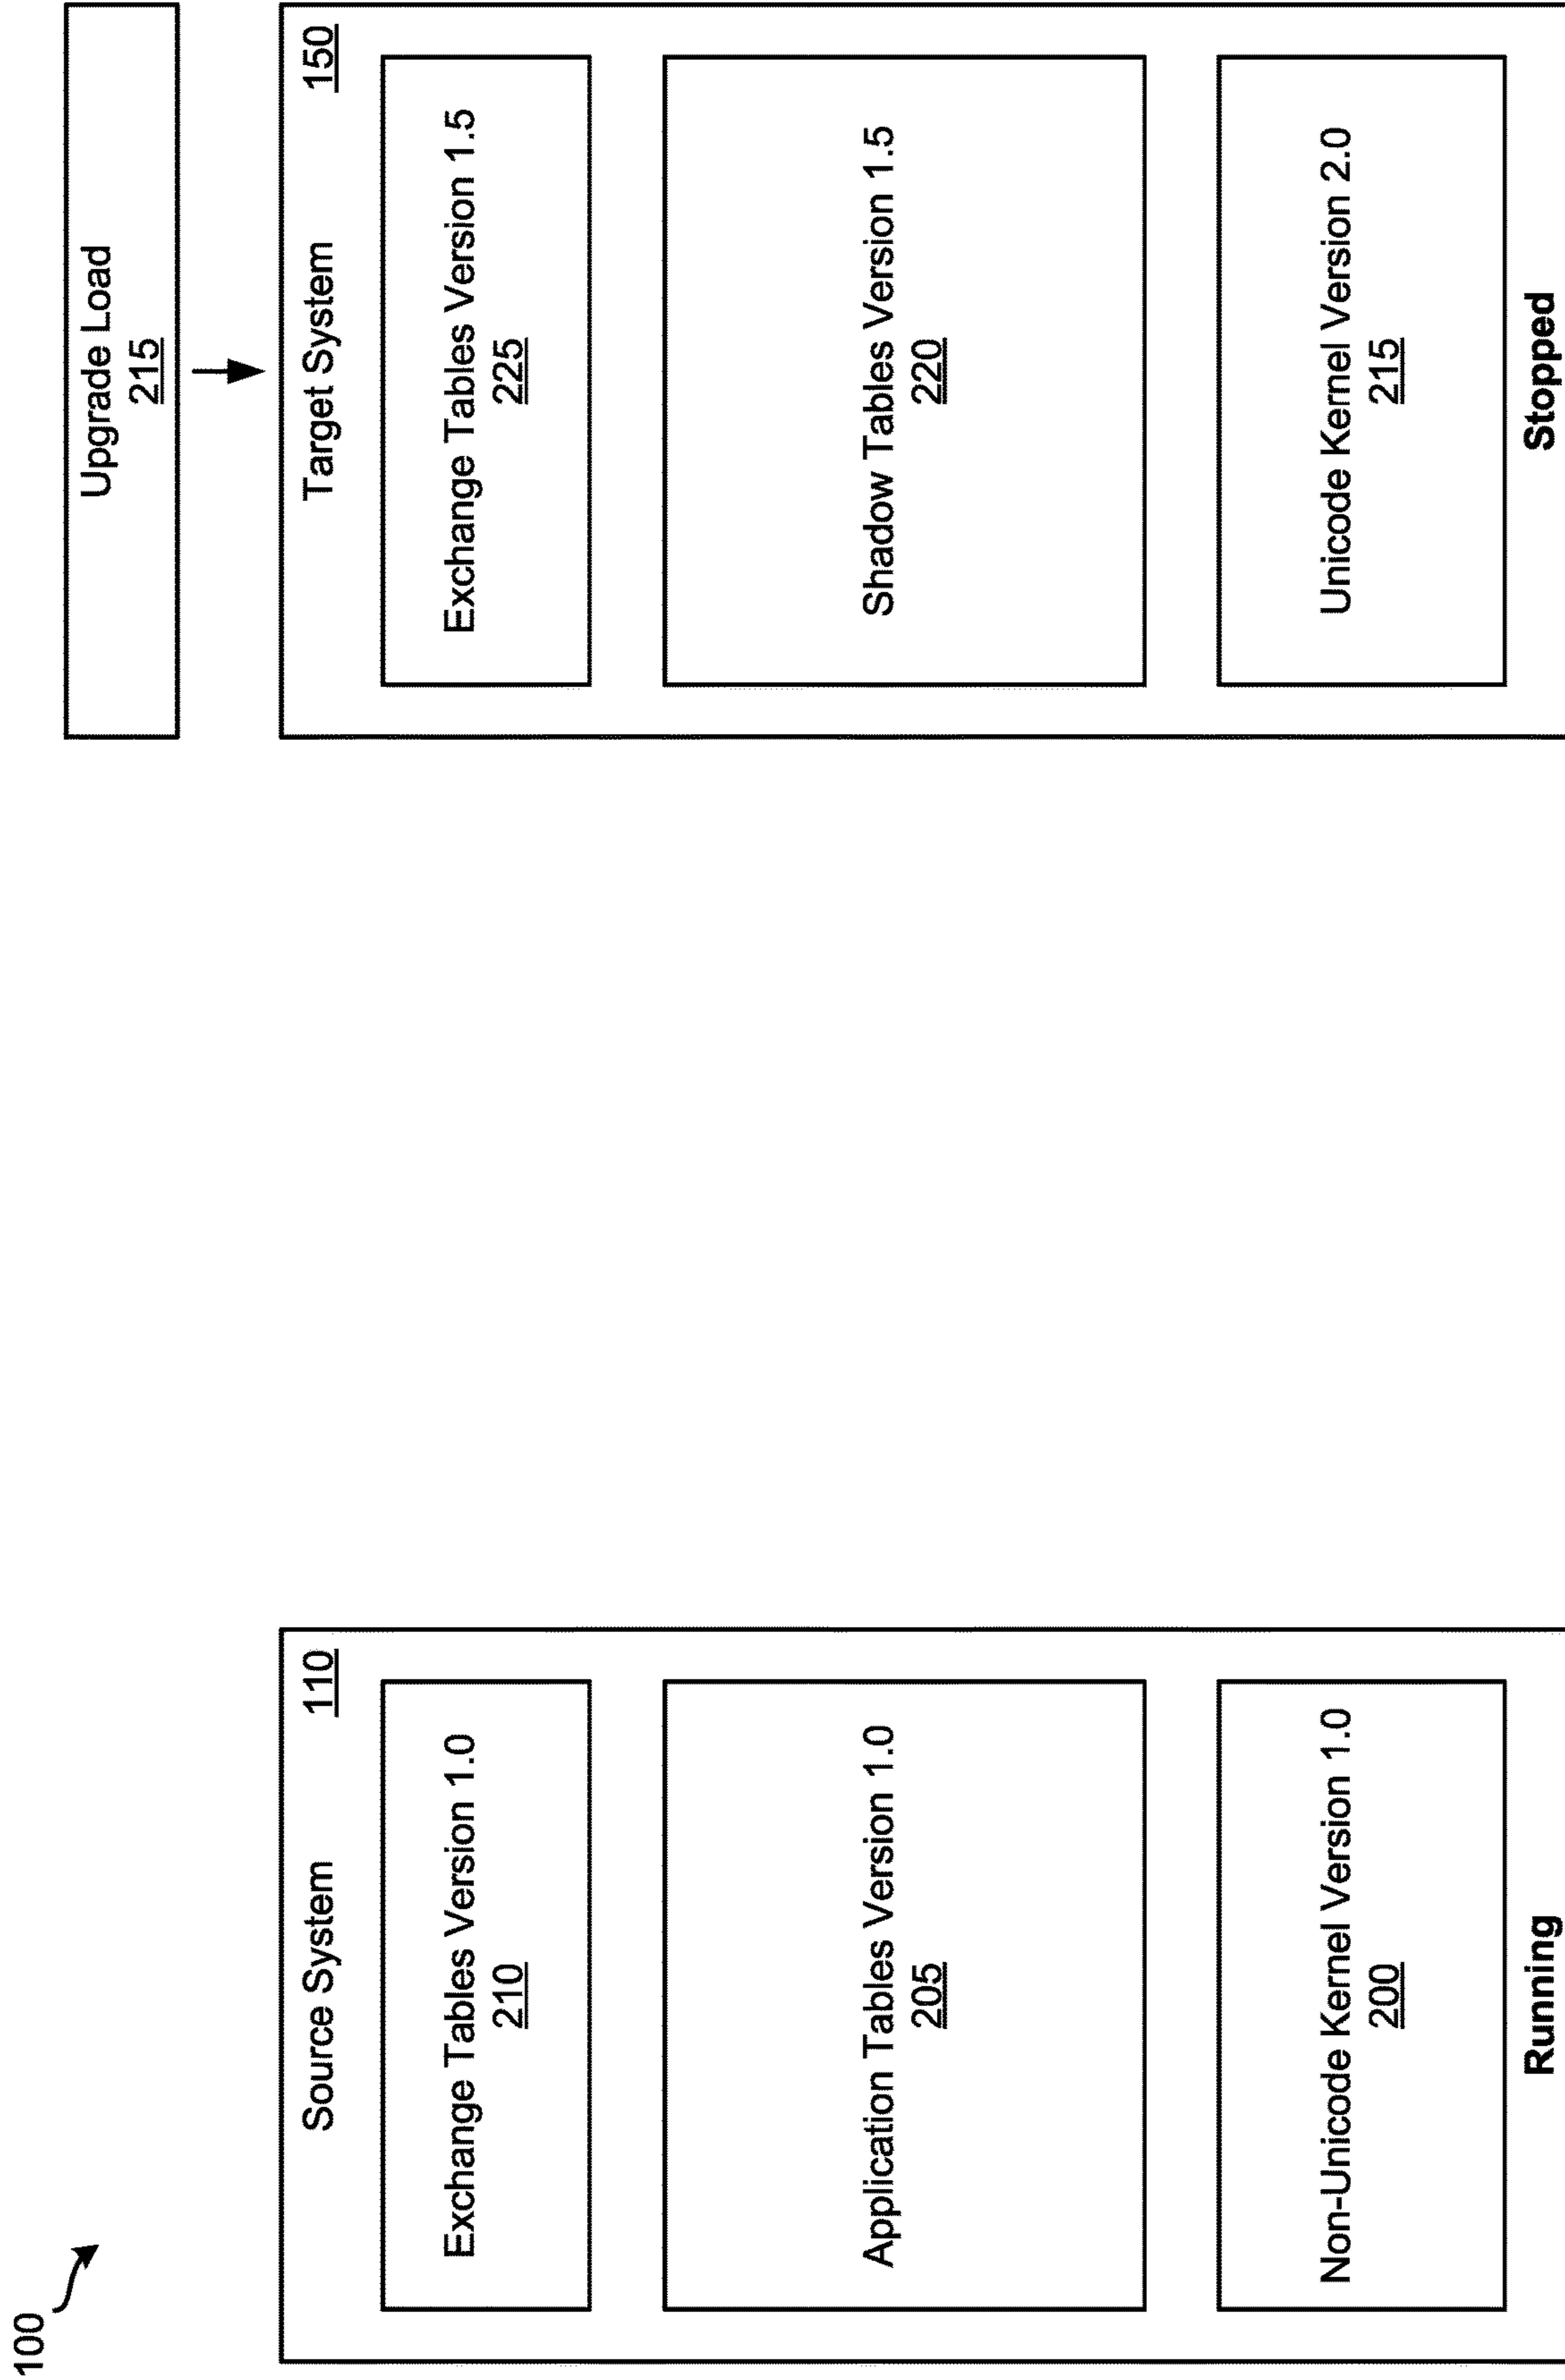 100
Source System
110
Exchange Tables Version 1.0
210
Application Tables Version 1.0
205
Non-Unicode Kernel Version 1.0
200
Running
Upgrade Load
215
Target System
150
Exchange Tables Version 1.5
225
Shadow Tables Version 1.5
220
Unicode Kernel Version 2.0
215
Stopped